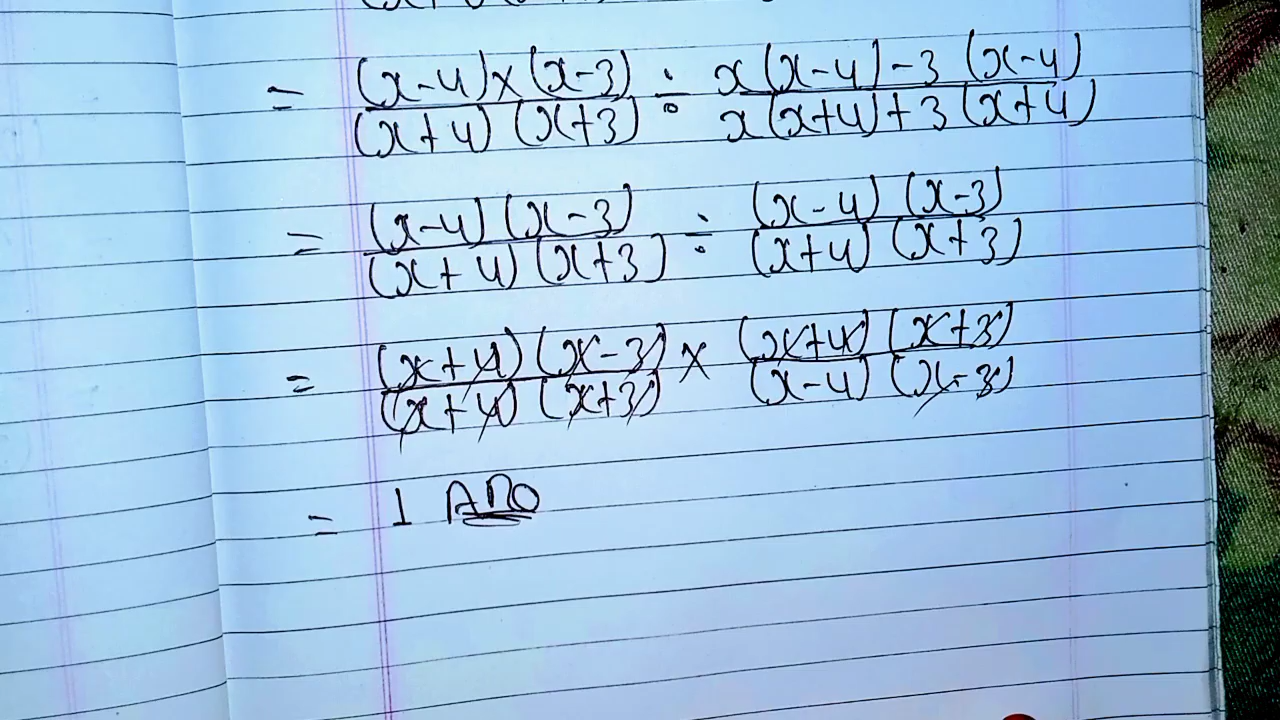 = (x-4)×(x-3)/(x+4)(x+3) ÷ x(x-4)-3(x-4)/x(x+4)+3(x+4)
= (x-4)(x-3)/(x+4)(x+3) ÷ (x-4)(x-3)/(x+4)(x+3)
= (x+4)(x-3)/(x+4)(x+3) × (x+4)(x+3)/(x-4)(x-3)
= 1 Ans